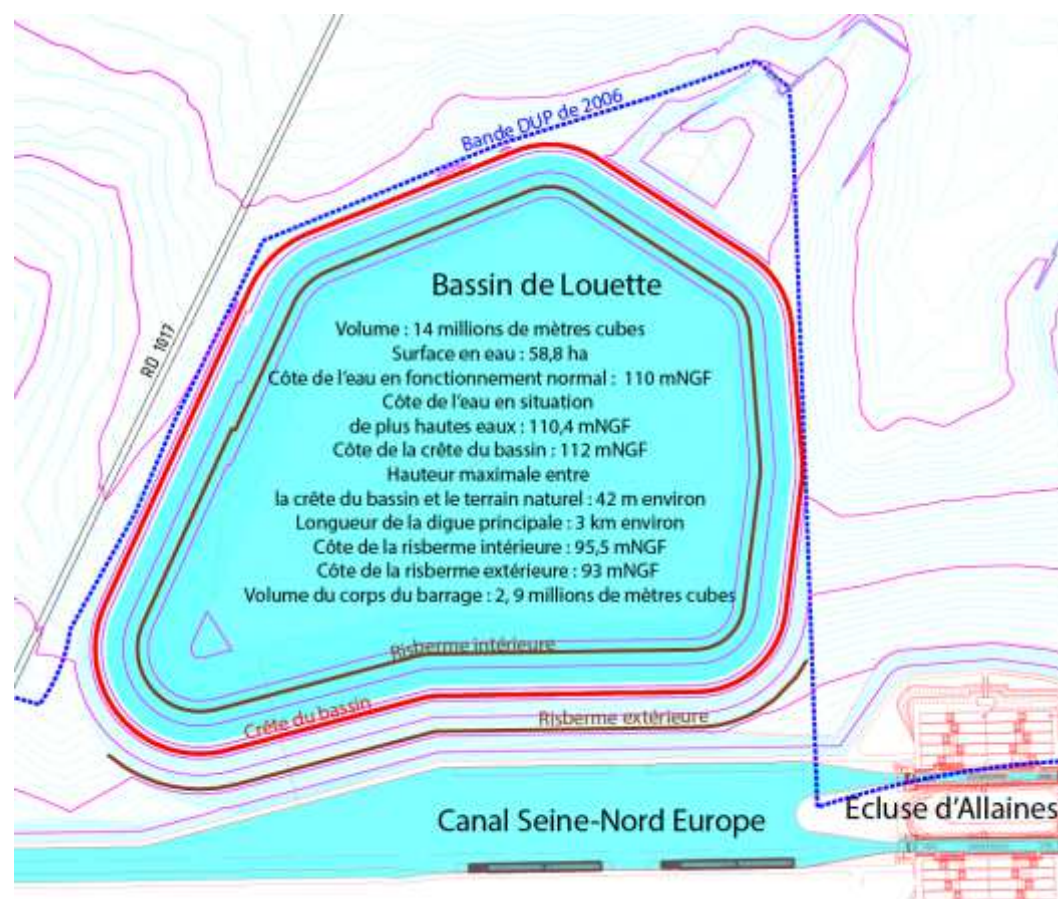 Bande DUP de 2006
RD 1017
Bassin de Louette
Volume : 14 millions de mètres cubes
Surface en eau : 58,8 ha
Côte de l'eau en fonctionnement normal : 110 mNGF
Côte de l'eau en situation
de plus hautes eaux : 110,4 mNGF
Côte de la crête du bassin : 112 mNGF
Hauteur maximale entre
la crête du bassin et le terrain naturel : 42 m environ
Longueur de la digue principale : 3 km environ
Côte de la risberme intérieure : 95,5 mNGF
Côte de la risberme extérieure : 93 mNGF
Volume du corps du barrage : 2, 9 millions de mètres cubes
Risberme intérieure
Crête du bassin
Risberme extérieure
Canal Seine-Nord Europe
Ecluse d'Allaines